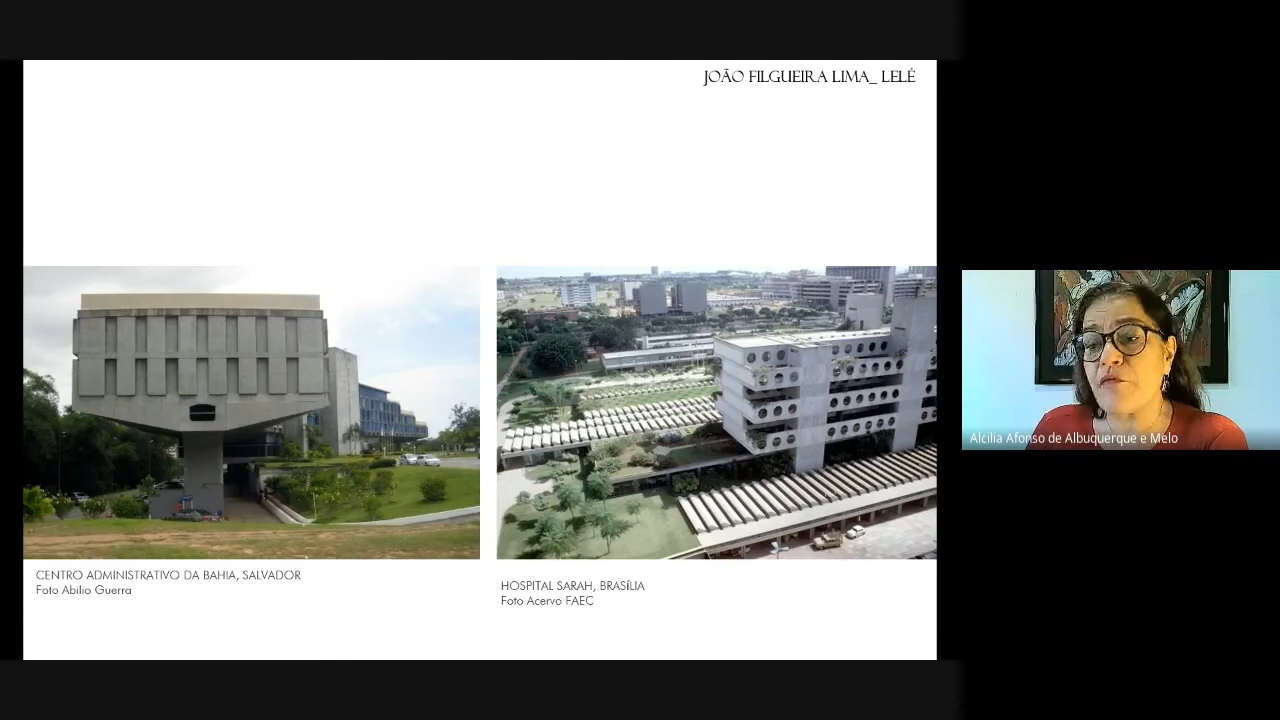 JOÃO FILGUEIRA LIMA_ LELÉ
CENTRO ADMINISTRATIVO DA BAHIA, SALVADOR
Foto Abilio Guerra
HOSPITAL SARAH, BRASÍLIA
Foto Acervo FAEC
Alcilia Afonso de Albuquerque e Melo